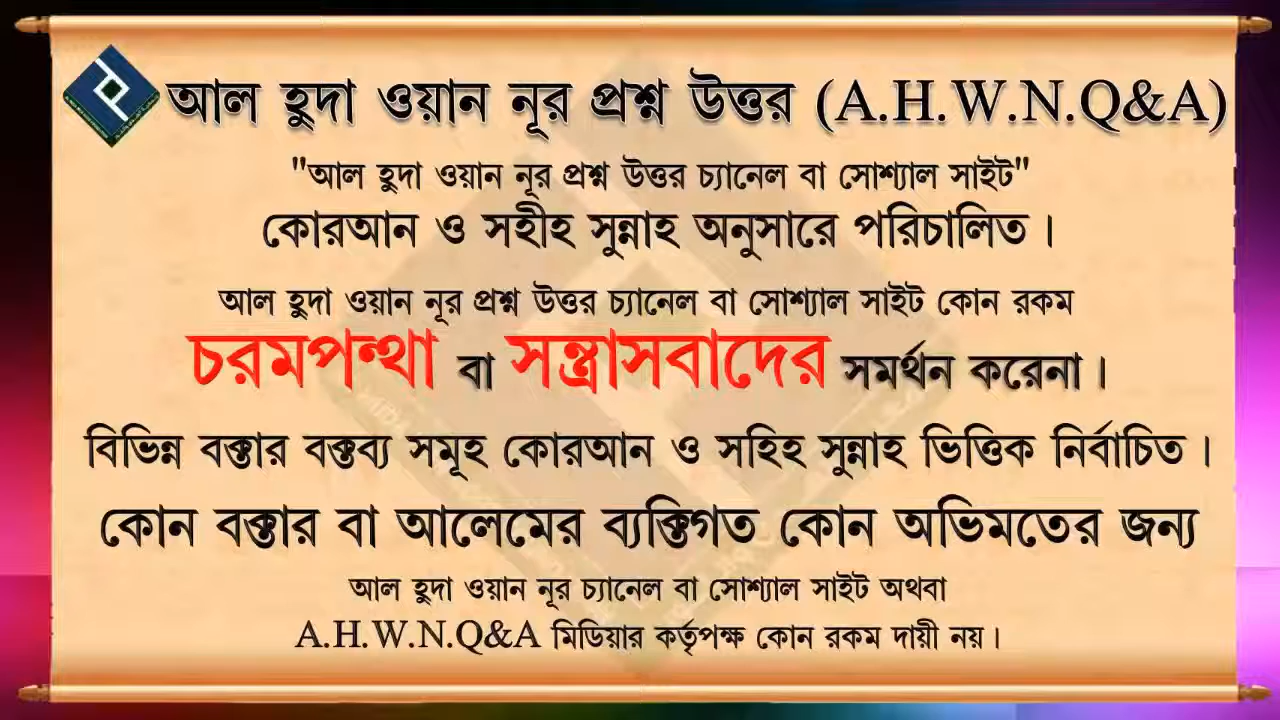 আল হুদা ওয়ান নূর প্রশ্ন উত্তর (A.H.W.N.Q&A)
"আল হুদা ওয়ান নূর প্রশ্ন উত্তর চ্যানেল বা সোশ্যাল সাইট"
কোরআন ও সহীহ সুন্নাহ অনুসারে পরিচালিত।
আল হুদা ওয়ান নূর প্রশ্ন উত্তর চ্যানেল বা সোশ্যাল সাইট কোন রকম
চরমপন্থা বা সন্ত্রাসবাদের সমর্থন করেনা।
বিভিন্ন বক্তার বক্তব্য সমূহ কোরআন ও সহিহ সুন্নাহ ভিত্তিক নির্বাচিত।
কোন বক্তার বা আলেমের ব্যক্তিগত কোন অভিমতের জন্য
আল হুদা ওয়ান নূর চ্যানেল বা সোশ্যাল সাইট অথবা
A.H.W.N.Q&A মিডিয়ার কর্তৃপক্ষ কোন রকম দায়ী নয়।